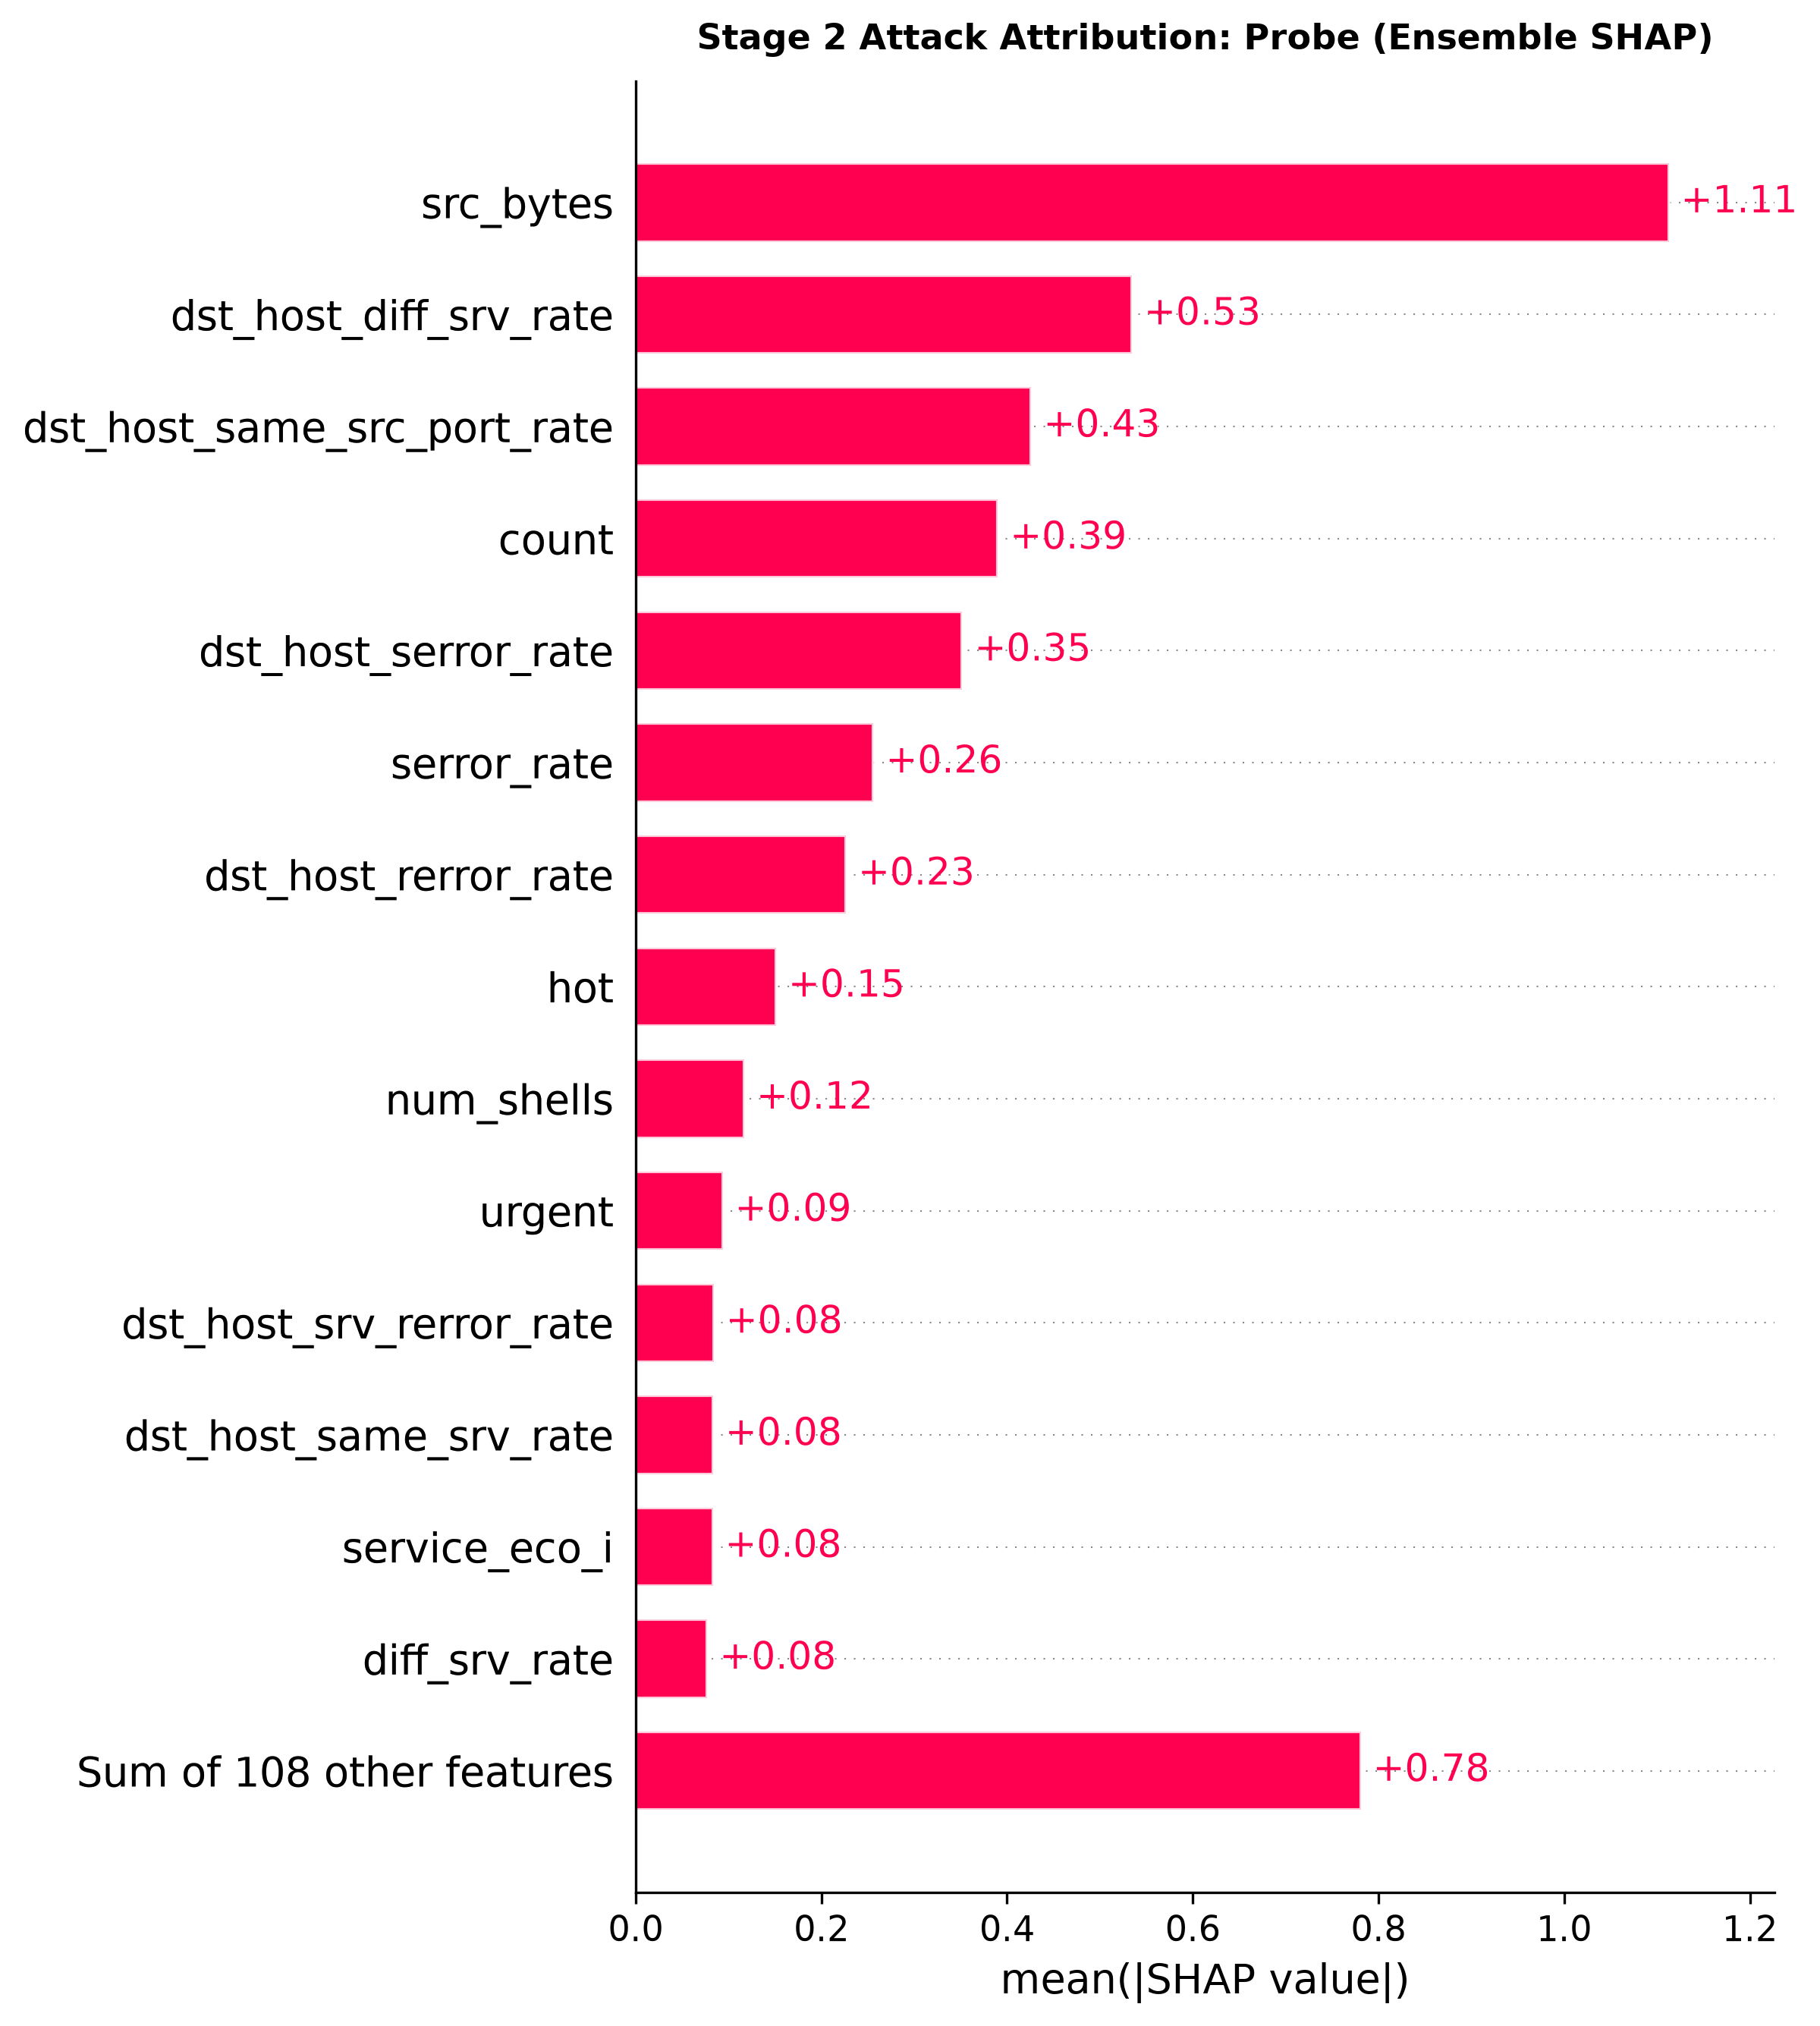 Stage 2 Attack Attribution: Probe (Ensemble SHAP)
src_bytes +1.11
dst_host_diff_srv_rate +0.53
dst_host_same_src_port_rate +0.43
count +0.39
dst_host_serror_rate +0.35
serror_rate +0.26
dst_host_rerror_rate +0.23
hot +0.15
num_shells +0.12
urgent +0.09
dst_host_srv_rerror_rate +0.08
dst_host_same_srv_rate +0.08
service_eco_i +0.08
diff_srv_rate +0.08
Sum of 108 other features +0.78
0.0 0.2 0.4 0.6 0.8 1.0 1.2
mean(|SHAP value|)